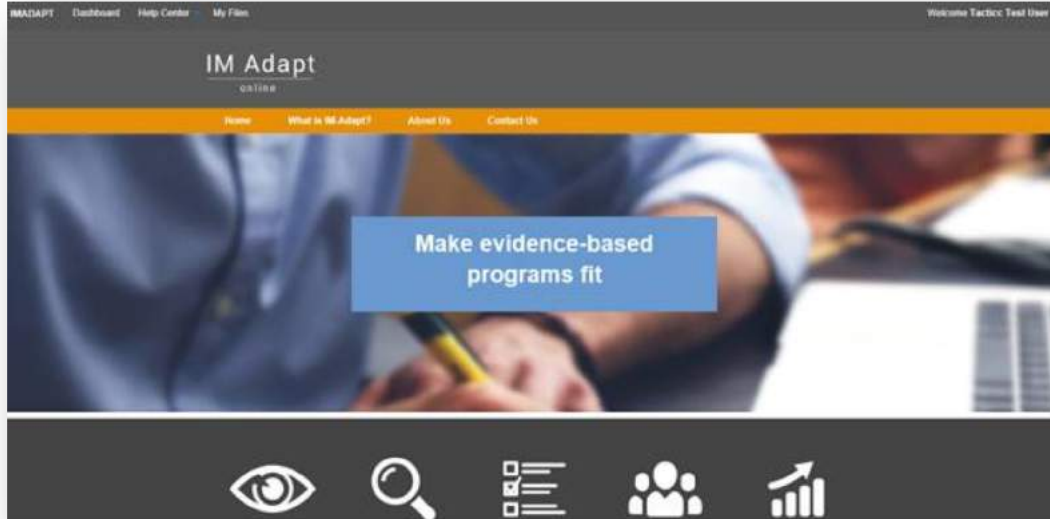 IMADAPT Dashboard Help Center My Files Welcome Tacticc Test User
IM Adapt
online
Home What is IM Adapt? About Us Contact Us
Make evidence-based
programs fit